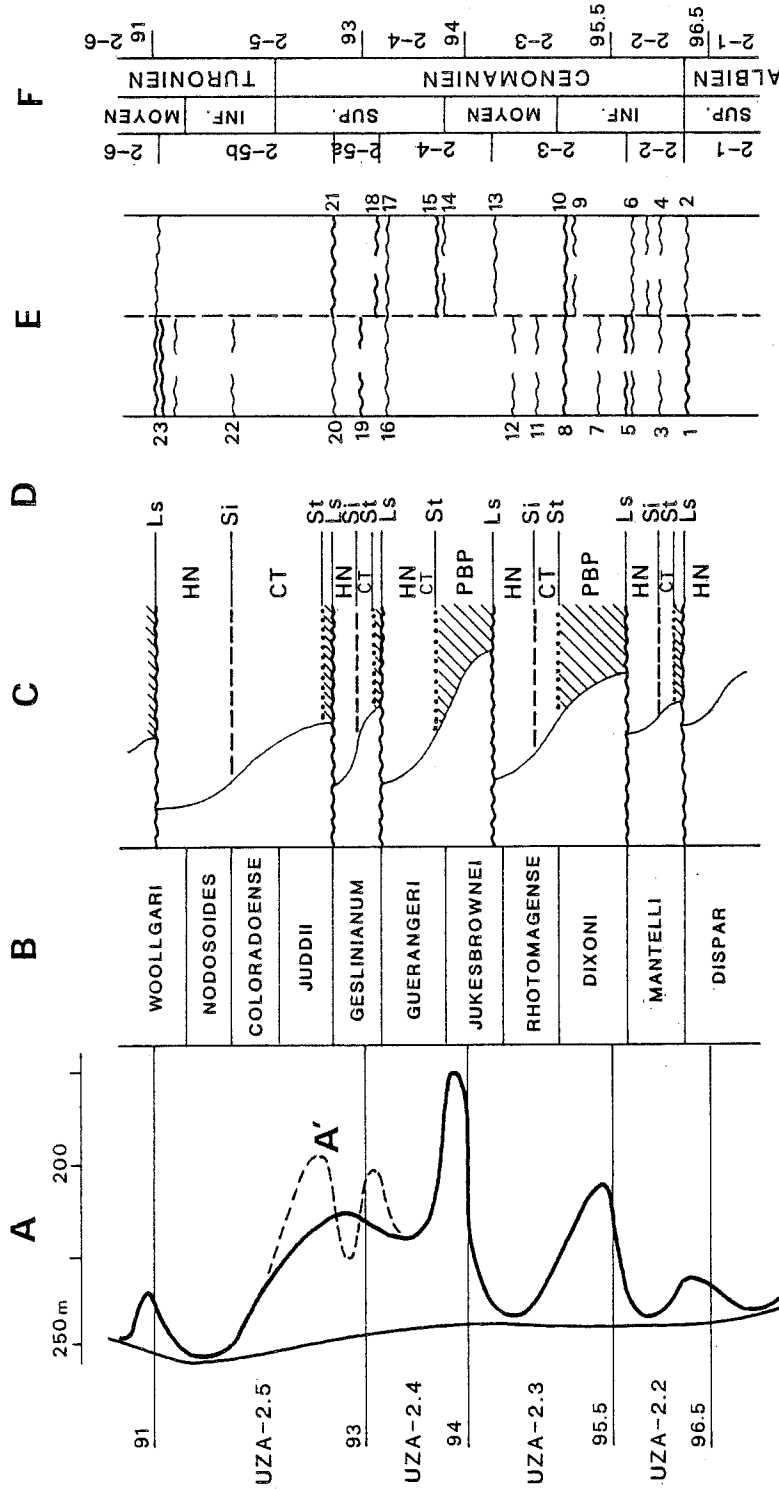 A
B
C
D
E
F
250 m
200
A'
91
UZA-2.5
93
UZA-2.4
94
UZA-2.3
95.5
UZA-2.2
96.5
WOOLLGARI
NODOSOIDES
COLORADOENSE
JUDDII
GESLINIANUM
GUERANGERI
JUKESBROWNEI
RHOTOMAGENSE
DIXONI
MANTELLI
DISPAR
HN
CT
HN
CT
HN
CT
PBP
HN
CT
PBP
HN
CT
HN
Ls
Si
St
Ls
Si
St
Ls
St
Ls
Si
St
Ls
Si
St
Ls
23
22
20
19
16
12
11
8
7
5
3
1
21
18
17
15
14
13
10
9
6
4
2
2-6
2-5b
2-5a
2-4
2-3
2-2
2-1
MOYEN
INF.
SUP.
MOYEN
INF.
SUP.
TURONIEN
CENOMANIEN
ALBIEN
2-6
91
2-5
93
2-4
94
2-3
95.5
2-2
96.5
2-1